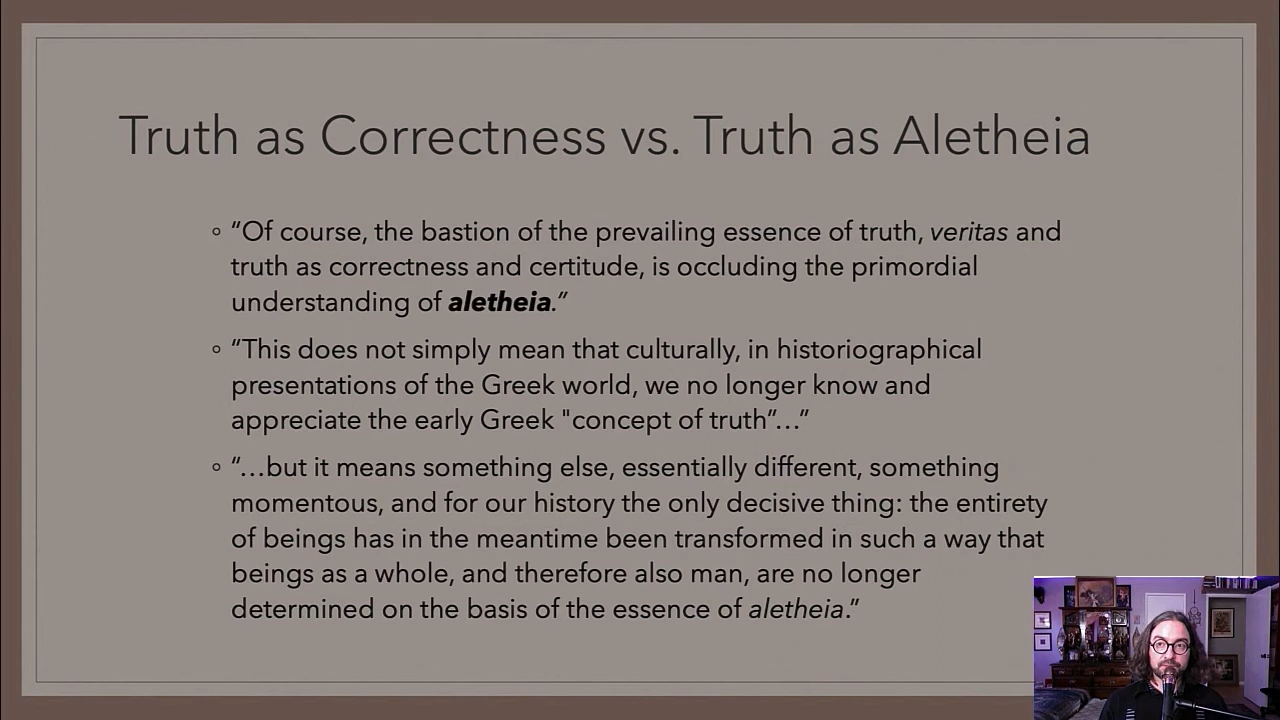 Truth as Correctness vs. Truth as Aletheia
◦ “Of course, the bastion of the prevailing essence of truth, veritas and
truth as correctness and certitude, is occluding the primordial
understanding of aletheia.”
◦ “This does not simply mean that culturally, in historiographical
presentations of the Greek world, we no longer know and
appreciate the early Greek "concept of truth”…”
◦ “…but it means something else, essentially different, something
momentous, and for our history the only decisive thing: the entirety
of beings has in the meantime been transformed in such a way that
beings as a whole, and therefore also man, are no longer
determined on the basis of the essence of aletheia.”